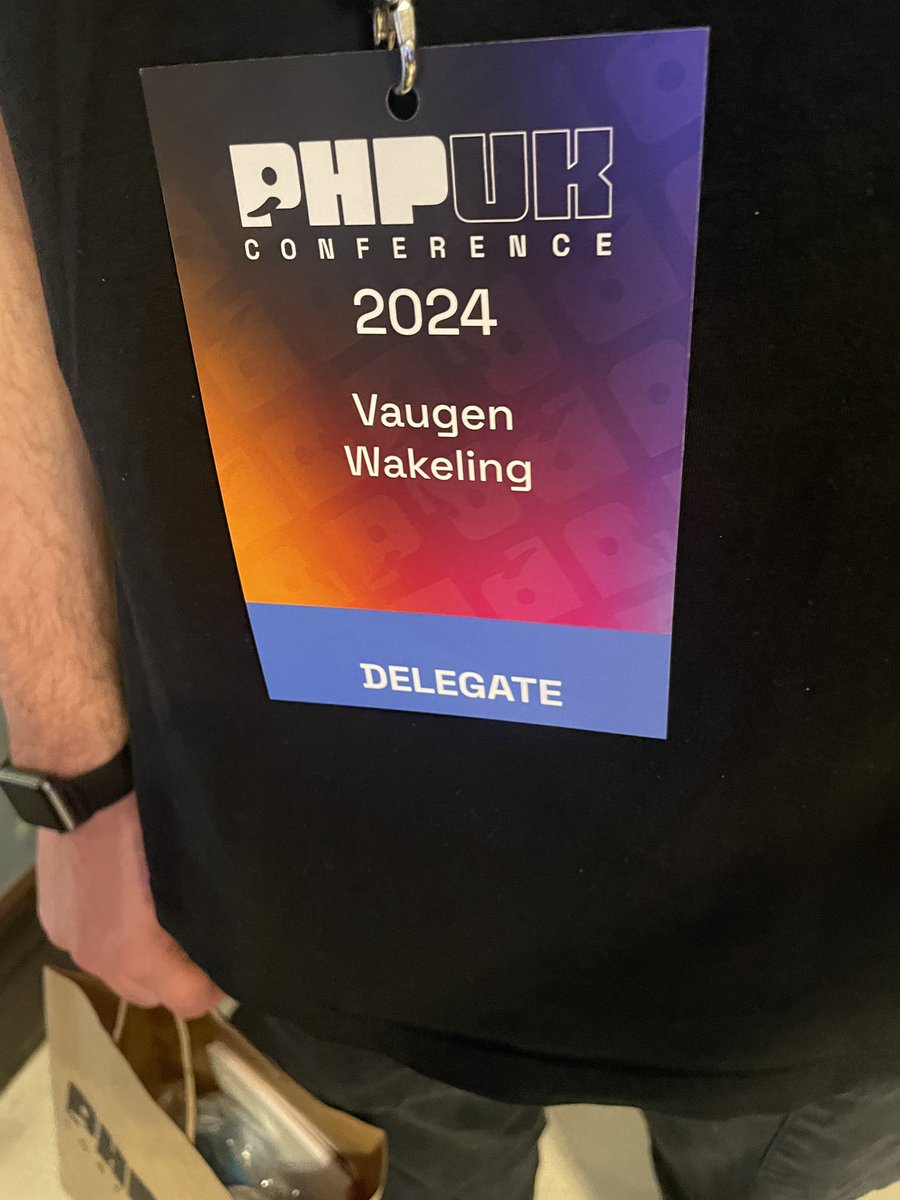 PHPUK
CONFERENCE
2024
Vaugen
Wakeling
DELEGATE